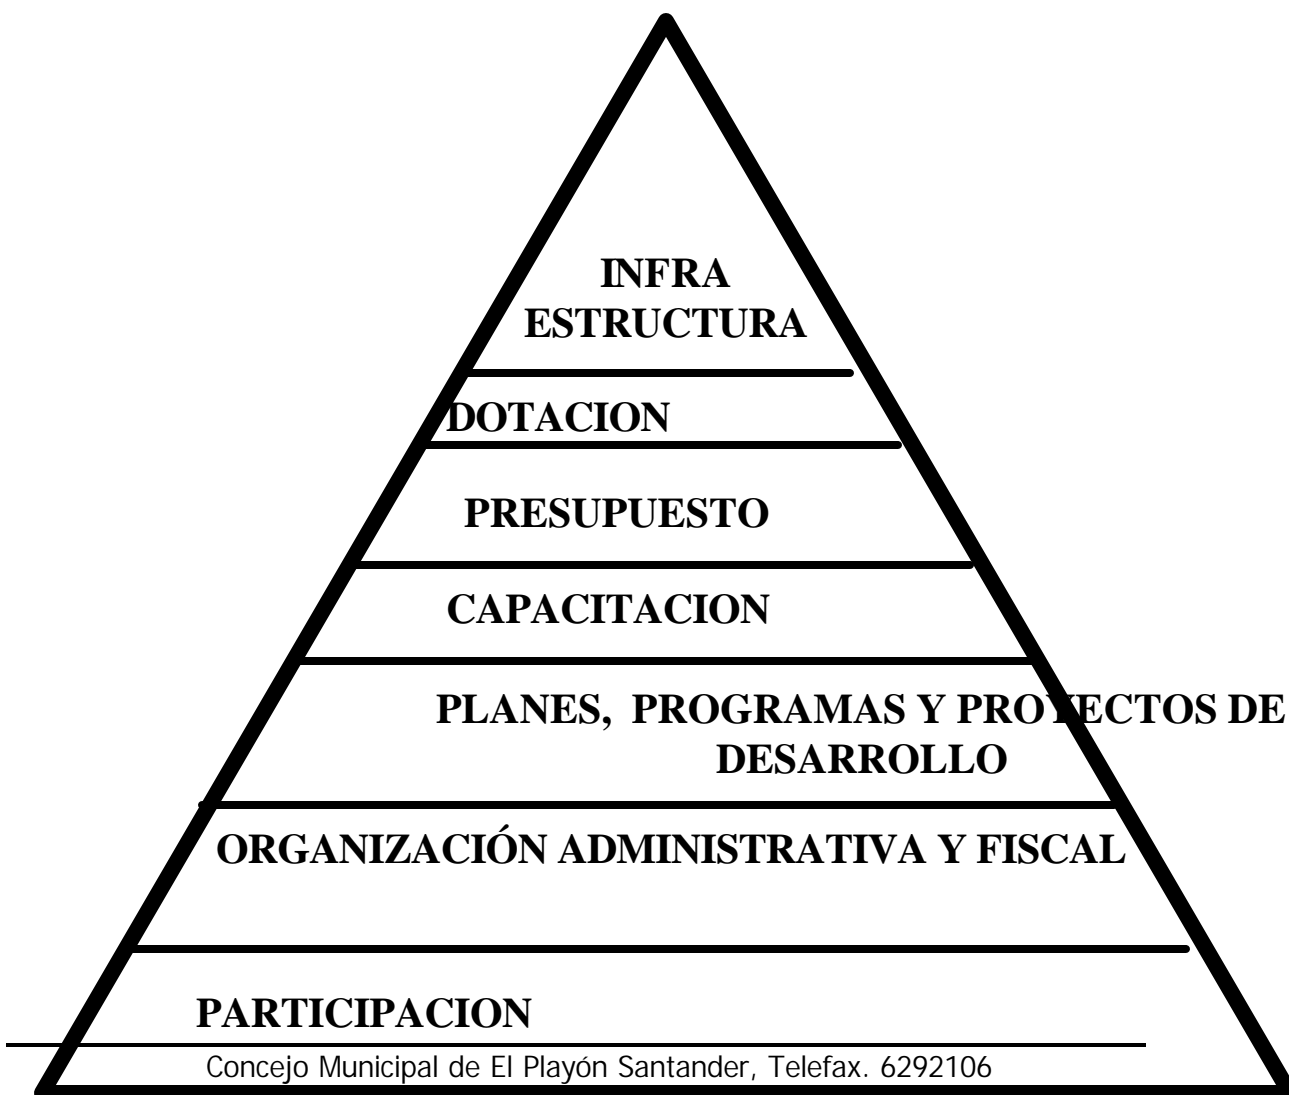 INFRA
ESTRUCTURA
DOTACION
PRESUPUESTO
CAPACITACION
PLANES, PROGRAMAS Y PROYECTOS DE
DESARROLLO
ORGANIZACIÓN ADMINISTRATIVA Y FISCAL
PARTICIPACION
Concejo Municipal de El Playón Santander, Telefax. 6292106